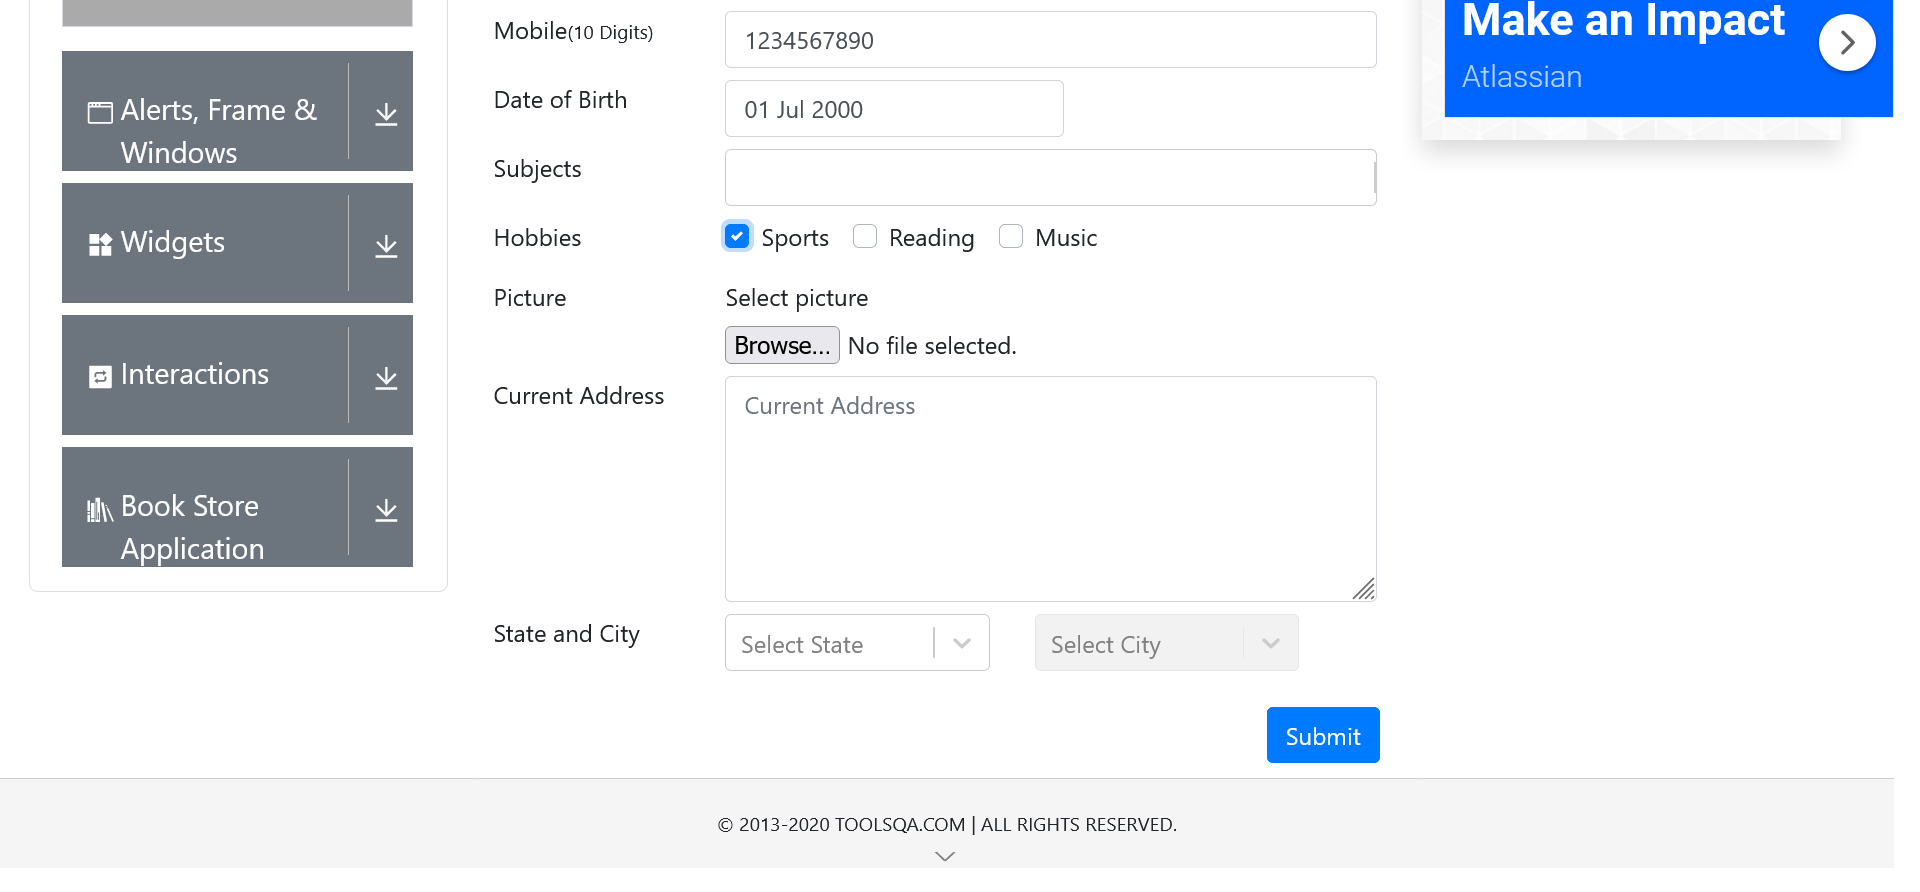 Alerts, Frame &
Windows
Widgets
Interactions
Book Store
Application
Mobile(10 Digits)
1234567890
Date of Birth
01 Jul 2000
Subjects
Hobbies
Sports
Reading
Music
Picture
Select picture
Browse... No file selected.
Current Address
Current Address
State and City
Select State
Select City
Submit
Make an Impact
Atlassian
© 2013-2020 TOOLSQA.COM | ALL RIGHTS RESERVED.